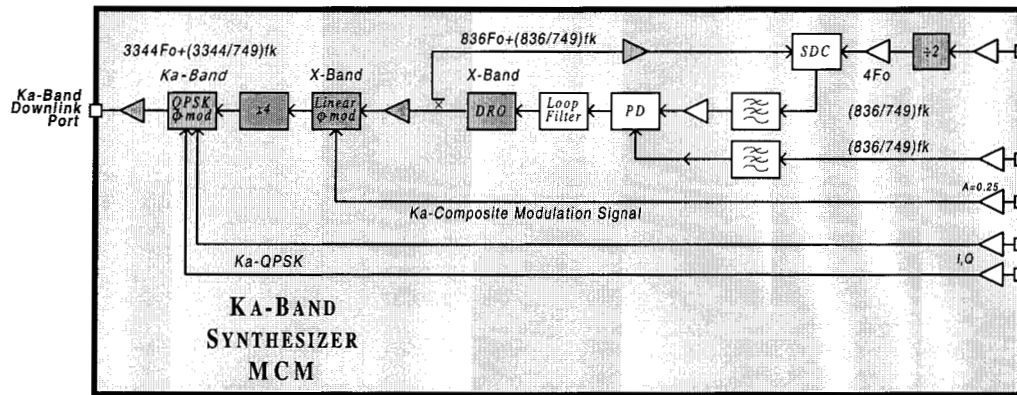 3344Fo+(3344/749)fk
836Fo+(836/749)fk
SDC
÷2
Ka-Band
X-Band
X-Band
4Fo
Ka-Band
Downlink
Port
QPSK
Φmod
x4
Linear
Φmod
DRO
Loop
Filter
PD
(836/749)fk
(836/749)fk
A=0.25
Ka-Composite Modulation Signal
Ka-QPSK
I,Q
KA-BAND
SYNTHESIZER
MCM